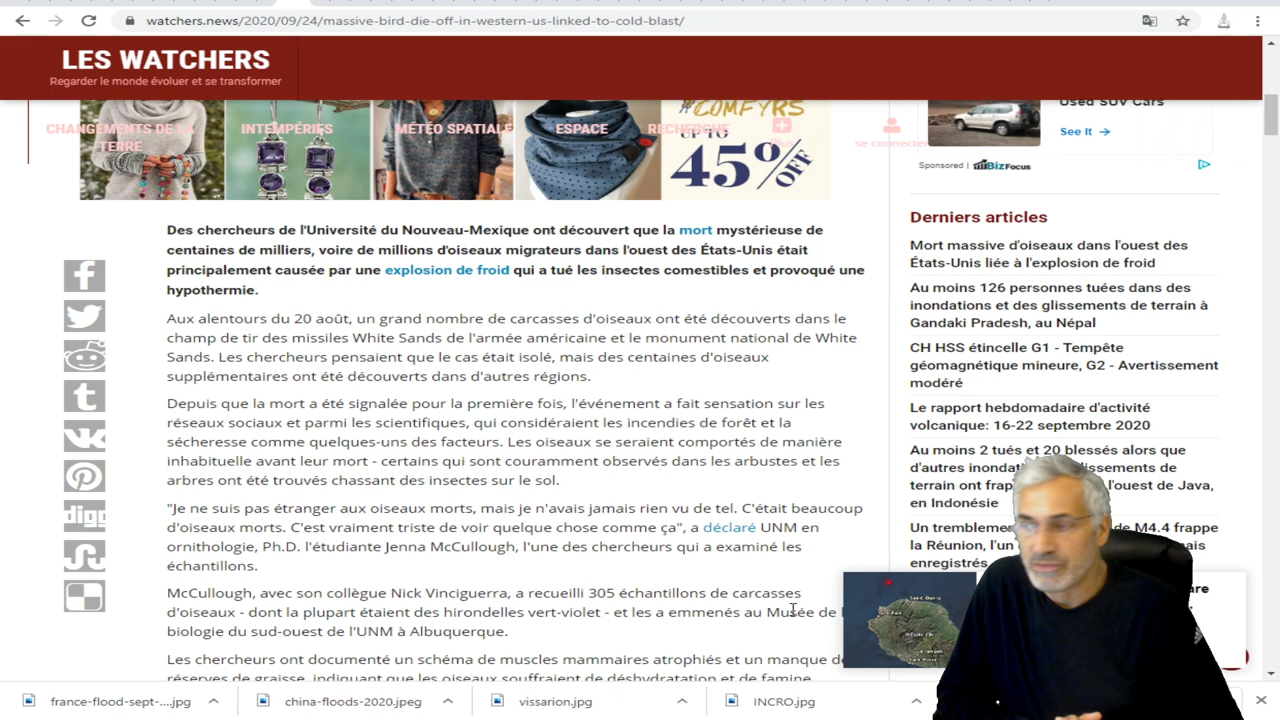 watchers.news/2020/09/24/massive-bird-die-off-in-western-us-linked-to-cold-blast/
LES WATCHERS
Regarder le monde évoluer et se transformer
CHANGEMENTS DE LA TERRE
INTEMPÉRIES
MÉTÉO SPATIALE
ESPACE
RECHERCHE
Plus
se connecter
#COMFYRS
UP TO
45% OFF
Used SUV Cars
See It →
Sponsored | BizFocus
Des chercheurs de l'Université du Nouveau-Mexique ont découvert que la mort mystérieuse de
centaines de milliers, voire de millions d'oiseaux migrateurs dans l'ouest des États-Unis était
principalement causée par une explosion de froid qui a tué les insectes comestibles et provoqué une
hypothermie.
Aux alentours du 20 août, un grand nombre de carcasses d'oiseaux ont été découverts dans le
champ de tir des missiles White Sands de l'armée américaine et le monument national de White
Sands. Les chercheurs pensaient que le cas était isolé, mais des centaines d'oiseaux
supplémentaires ont été découverts dans d'autres régions.
Depuis que la mort a été signalée pour la première fois, l'événement a fait sensation sur les
réseaux sociaux et parmi les scientifiques, qui considéraient les incendies de forêt et la
sécheresse comme quelques-uns des facteurs. Les oiseaux se seraient comportés de manière
inhabituelle avant leur mort - certains qui sont couramment observés dans les arbustes et les
arbres ont été trouvés chassant des insectes sur le sol.
"Je ne suis pas étranger aux oiseaux morts, mais je n'avais jamais rien vu de tel. C'était beaucoup
d'oiseaux morts. C'est vraiment triste de voir quelque chose comme ça", a déclaré UNM en
ornithologie, Ph.D. l'étudiante Jenna McCullough, l'une des chercheurs qui a examiné les
échantillons.
McCullough, avec son collègue Nick Vinciguerra, a recueilli 305 échantillons de carcasses
d'oiseaux - dont la plupart étaient des hirondelles vert-violet - et les a emmenés au Musée de
biologie du sud-ouest de l'UNM à Albuquerque.
Les chercheurs ont documenté un schéma de muscles mammaires atrophiés et un manque de
réserves de graisse, indiquant que les oiseaux souffraient de déshydratation et de famine
Derniers articles
Mort massive d'oiseaux dans l'ouest des
États-Unis liée à l'explosion de froid
Au moins 126 personnes tuées dans des
inondations et des glissements de terrain à
Gandaki Pradesh, au Népal
CH HSS étincelle G1 - Tempête
géomagnétique mineure, G2 - Avertissement
modéré
Le rapport hebdomadaire d'activité
volcanique: 16-22 septembre 2020
Au moins 2 tués et 20 blessés alors que
d'autres
terrain ont l'ouest de Java,
en Indonésie
Un de M4.4 frappe
la Réunion, l'un
enregistrés
RÉUNION
digg
france-flood-sept-....jpg
china-floods-2020.jpeg
vissarion.jpg
INCRO.jpg